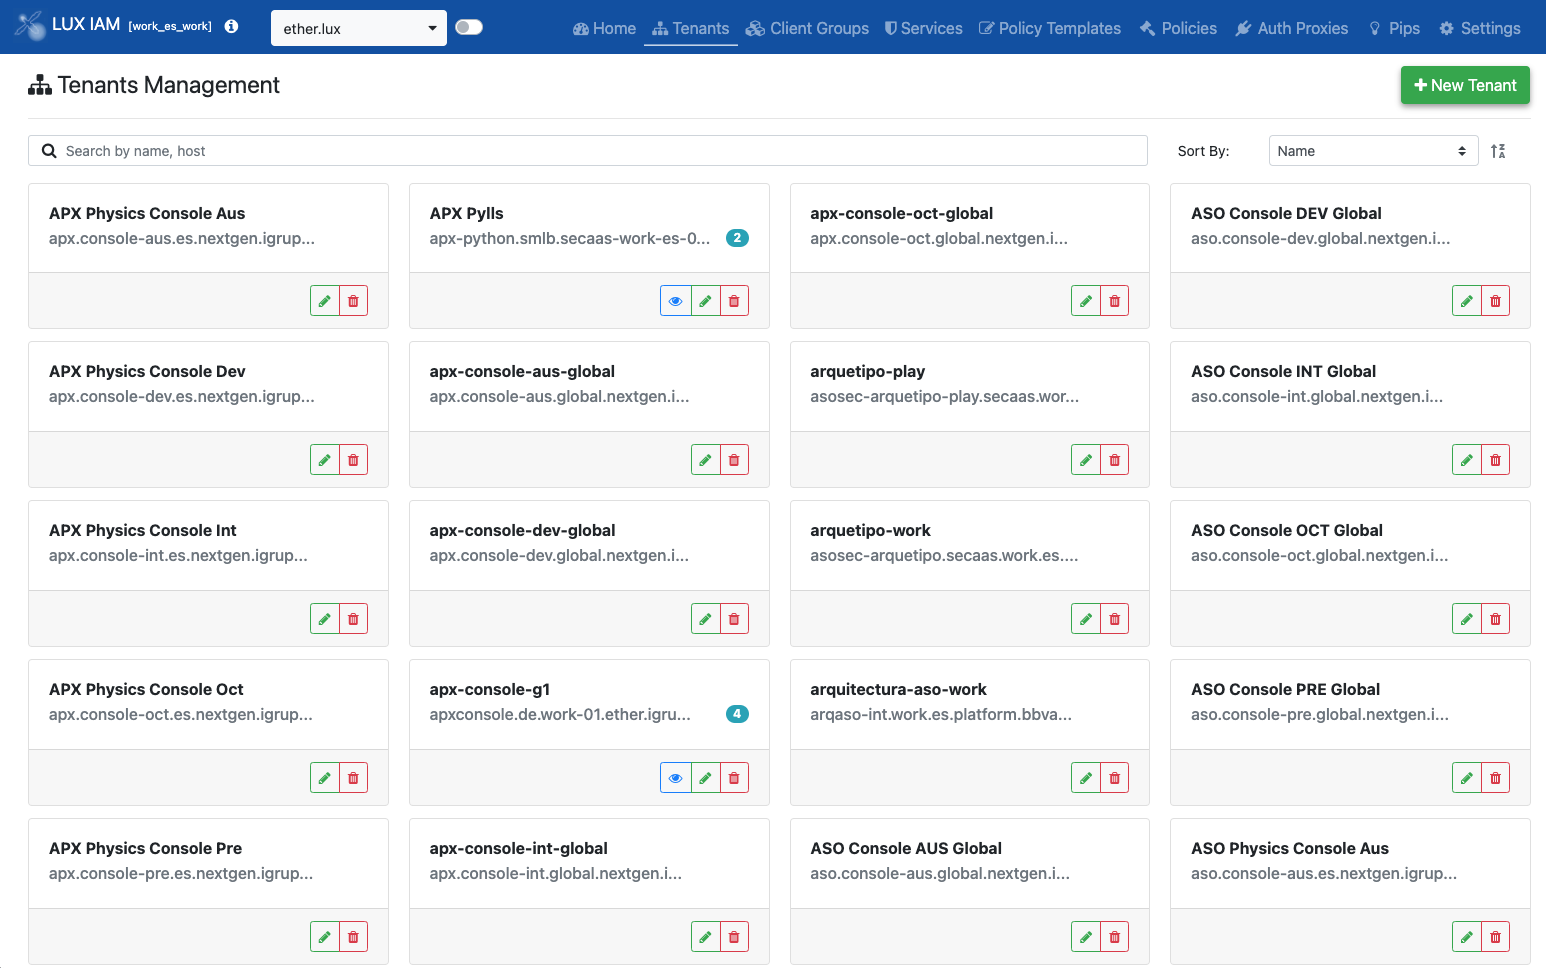 LUX IAM [work_es_work]
ether.lux
Home
Tenants
Client Groups
Services
Policy Templates
Policies
Auth Proxies
Pips
Settings
Tenants Management
New Tenant
Search by name, host
Sort By:
Name
APX Physics Console Aus
apx.console-aus.es.nextgen.igrup...
APX Pylls
apx-python.smlb.secaas-work-es-0...
2
apx-console-oct-global
apx.console-oct.global.nextgen.i...
ASO Console DEV Global
aso.console-dev.global.nextgen.i...
APX Physics Console Dev
apx.console-dev.es.nextgen.igrup...
apx-console-aus-global
apx.console-aus.global.nextgen.i...
arquetipo-play
asosec-arquetipo-play.secaas.wor...
ASO Console INT Global
aso.console-int.global.nextgen.i...
APX Physics Console Int
apx.console-int.es.nextgen.igrup...
apx-console-dev-global
apx.console-dev.global.nextgen.i...
arquetipo-work
asosec-arquetipo.secaas.work.es....
ASO Console OCT Global
aso.console-oct.global.nextgen.i...
APX Physics Console Oct
apx.console-oct.es.nextgen.igrup...
apx-console-g1
apxconsole.de.work-01.ether.igru...
4
arquitectura-aso-work
arqaso-int.work.es.platform.bbva...
ASO Console PRE Global
aso.console-pre.global.nextgen.i...
APX Physics Console Pre
apx.console-pre.es.nextgen.igrup...
apx-console-int-global
apx.console-int.global.nextgen.i...
ASO Console AUS Global
aso.console-aus.global.nextgen.i...
ASO Physics Console Aus
aso.console-aus.es.nextgen.igrup...